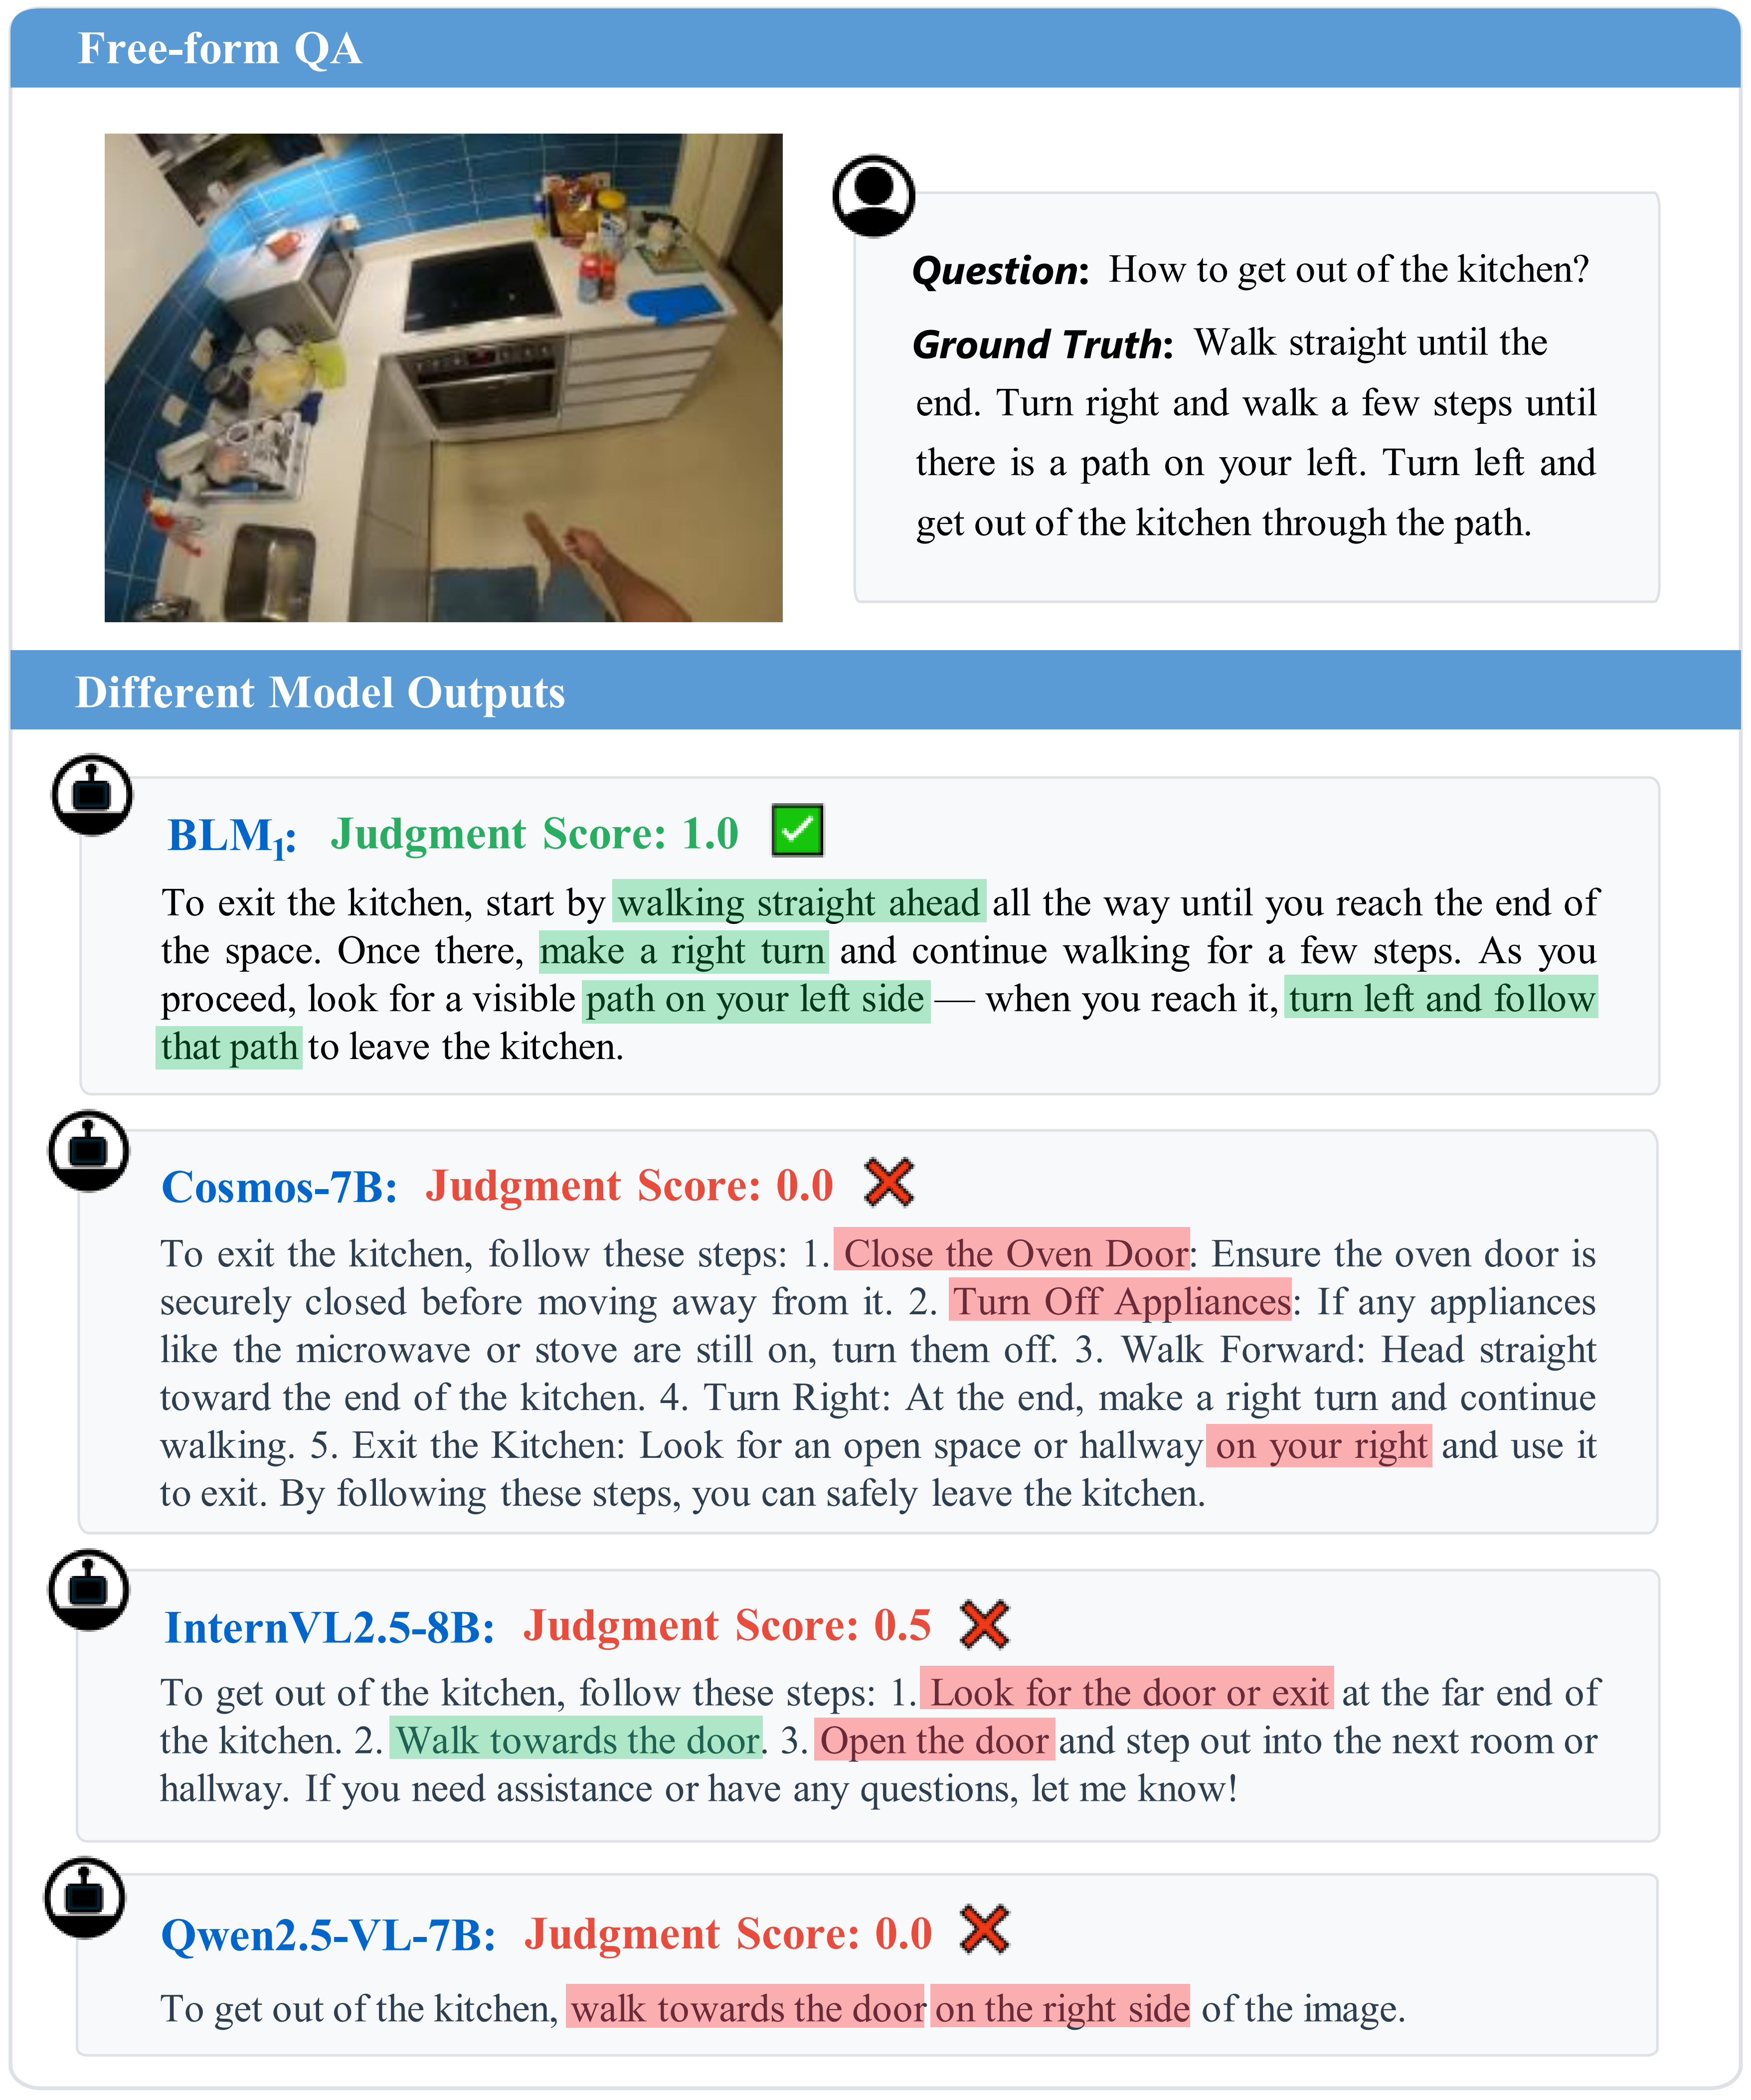 Free-form QA
Question: How to get out of the kitchen?
Ground Truth: Walk straight until the
end. Turn right and walk a few steps until
there is a path on your left. Turn left and
get out of the kitchen through the path.
Different Model Outputs
BLM₁: Judgment Score: 1.0
To exit the kitchen, start by walking straight ahead all the way until you reach the end of
the space. Once there, make a right turn and continue walking for a few steps. As you
proceed, look for a visible path on your left side — when you reach it, turn left and follow
that path to leave the kitchen.
Cosmos-7B: Judgment Score: 0.0
To exit the kitchen, follow these steps: 1. Close the Oven Door: Ensure the oven door is
securely closed before moving away from it. 2. Turn Off Appliances: If any appliances
like the microwave or stove are still on, turn them off. 3. Walk Forward: Head straight
toward the end of the kitchen. 4. Turn Right: At the end, make a right turn and continue
walking. 5. Exit the Kitchen: Look for an open space or hallway on your right and use it
to exit. By following these steps, you can safely leave the kitchen.
InternVL2.5-8B: Judgment Score: 0.5
To get out of the kitchen, follow these steps: 1. Look for the door or exit at the far end of
the kitchen. 2. Walk towards the door. 3. Open the door and step out into the next room or
hallway. If you need assistance or have any questions, let me know!
Qwen2.5-VL-7B: Judgment Score: 0.0
To get out of the kitchen, walk towards the door on the right side of the image.